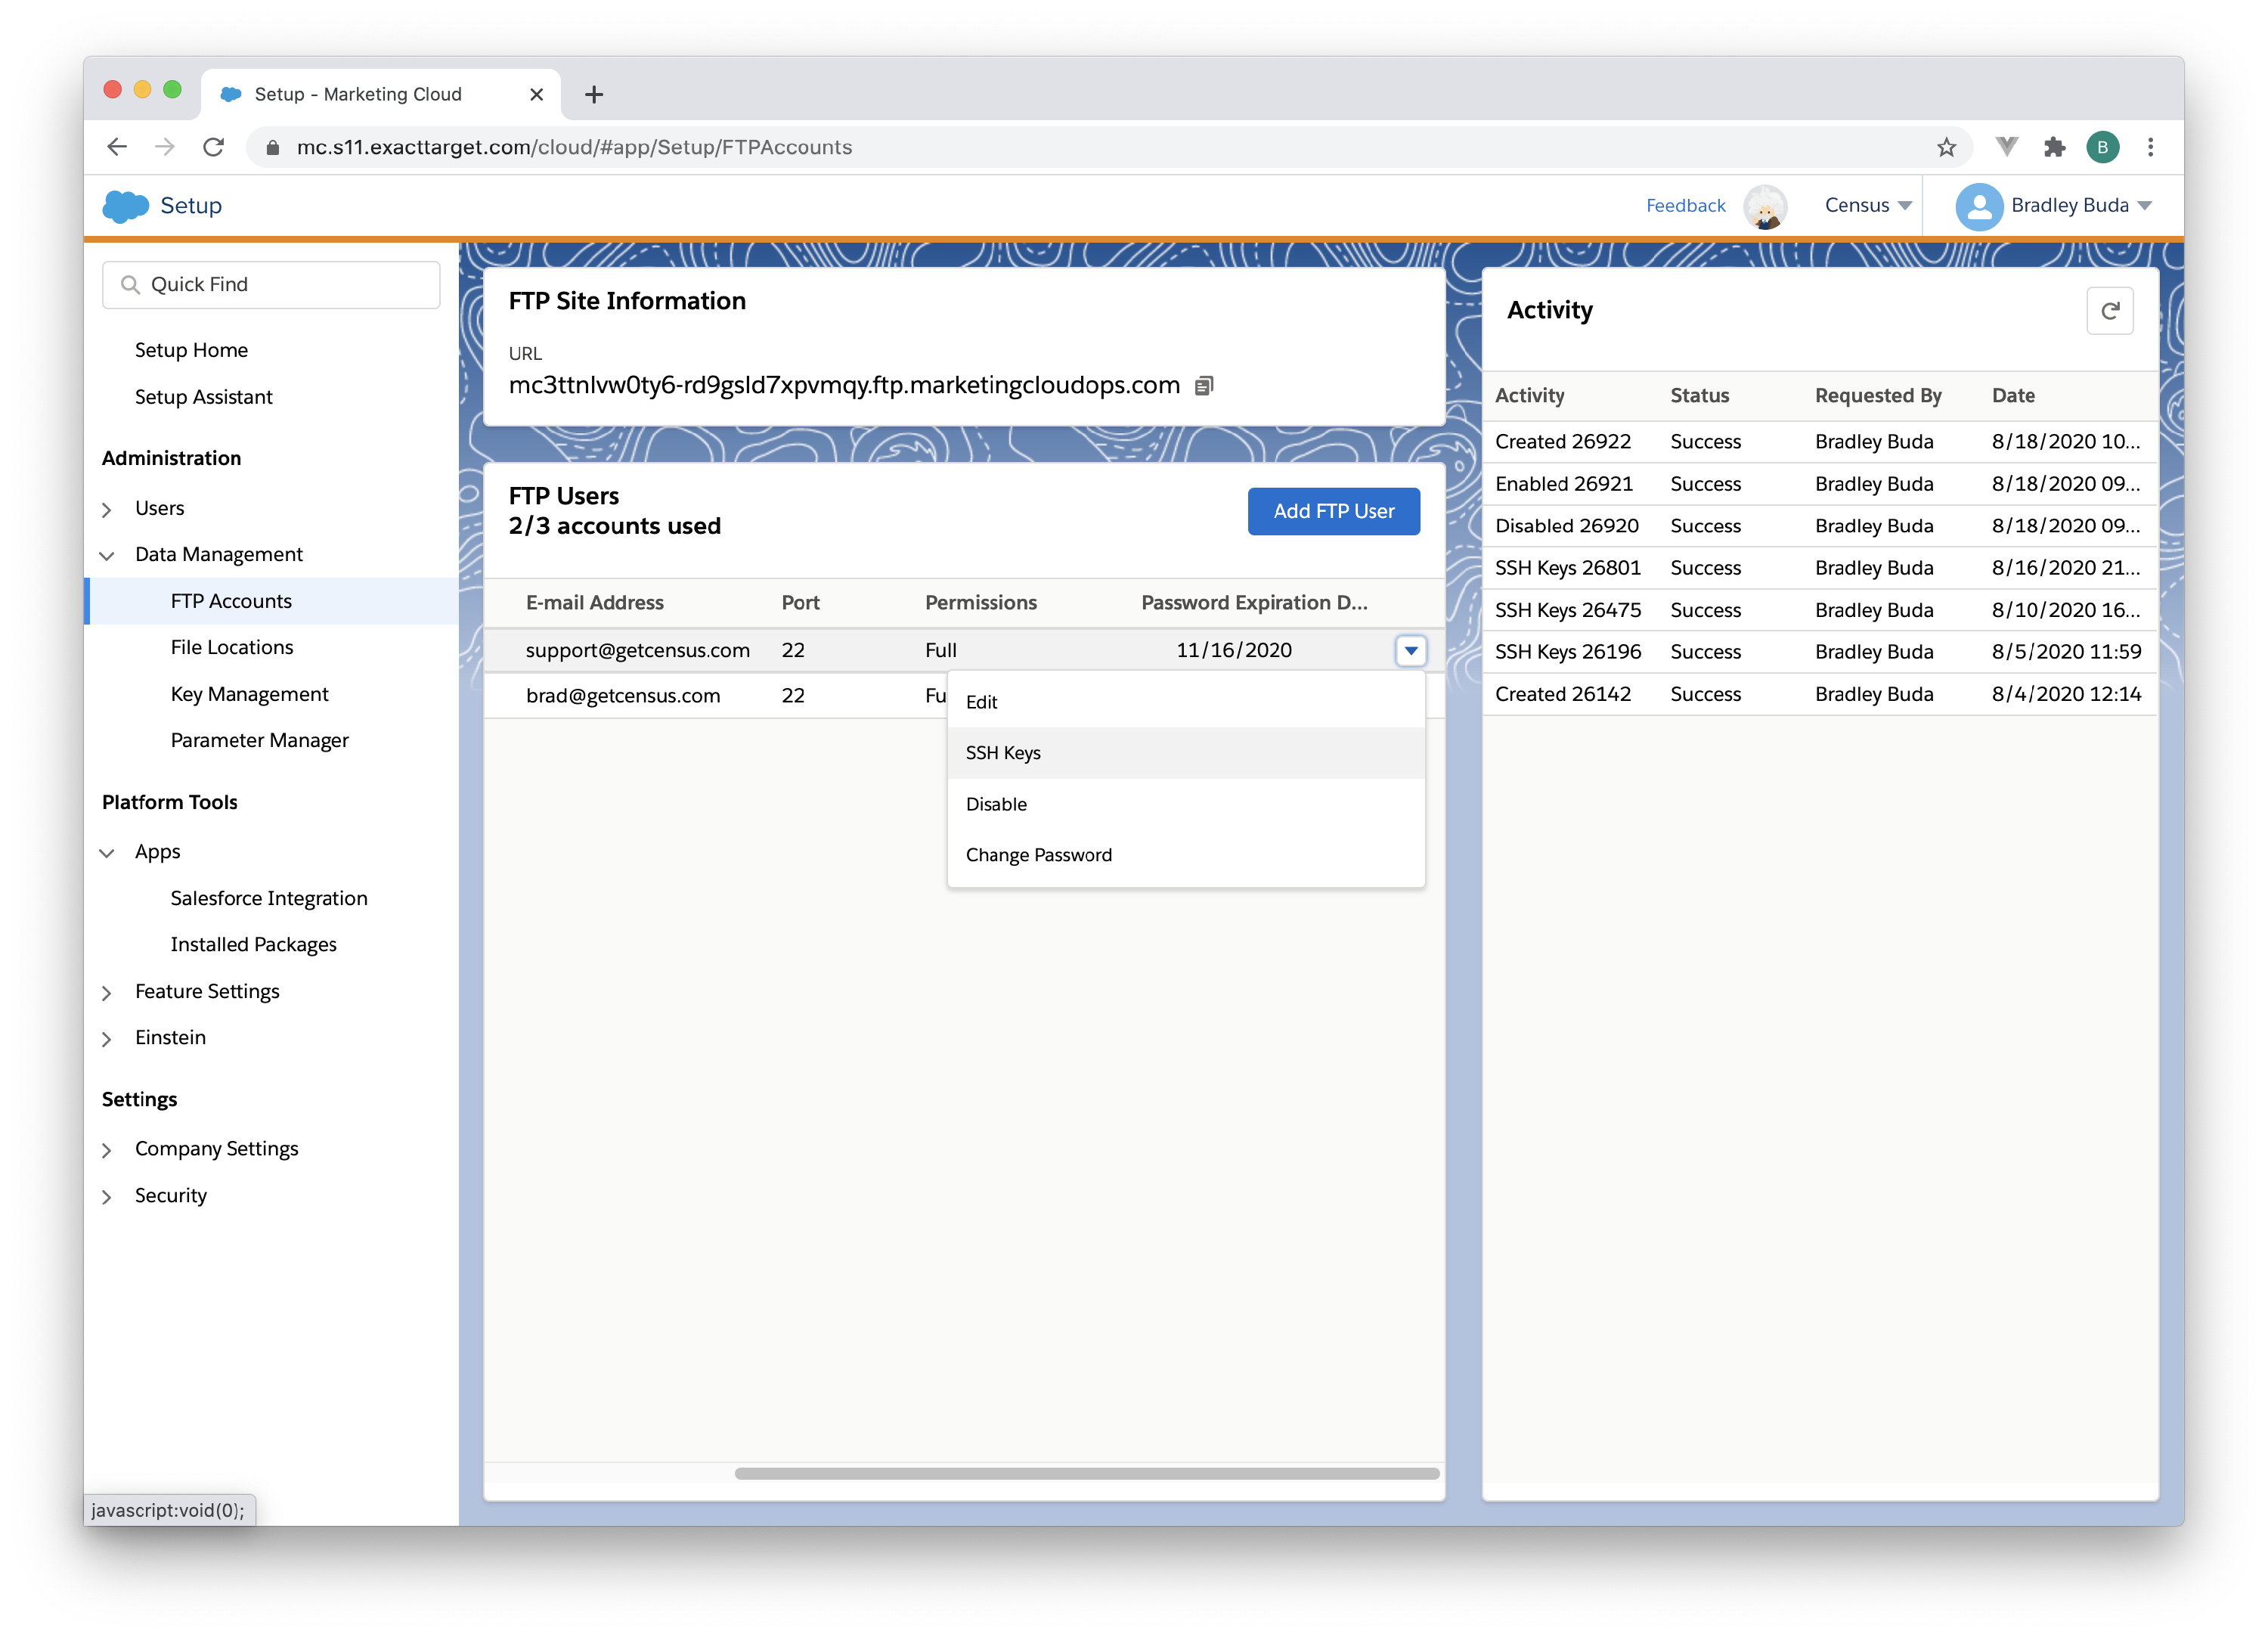 Setup - Marketing Cloud
mc.s11.exacttarget.com/cloud/#app/Setup/FTPAccounts
B
Setup
Feedback
Census
Bradley Buda
Quick Find
Setup Home
Setup Assistant
Administration
Users
Data Management
FTP Accounts
File Locations
Key Management
Parameter Manager
Platform Tools
Apps
Salesforce Integration
Installed Packages
Feature Settings
Einstein
Settings
Company Settings
Security
javascript:void(0);
FTP Site Information
URL
mc3ttnlvw0ty6-rd9gsld7xpvmqy.ftp.marketingcloudops.com
FTP Users
2/3 accounts used
Add FTP User
E-mail Address Port Permissions Password Expiration D...
support@getcensus.com 22 Full 11/16/2020
brad@getcensus.com 22 Fu
Edit
SSH Keys
Disable
Change Password
Activity
Activity Status Requested By Date
Created 26922 Success Bradley Buda 8/18/2020 10...
Enabled 26921 Success Bradley Buda 8/18/2020 09...
Disabled 26920 Success Bradley Buda 8/18/2020 09...
SSH Keys 26801 Success Bradley Buda 8/16/2020 21...
SSH Keys 26475 Success Bradley Buda 8/10/2020 16...
SSH Keys 26196 Success Bradley Buda 8/5/2020 11:59
Created 26142 Success Bradley Buda 8/4/2020 12:14